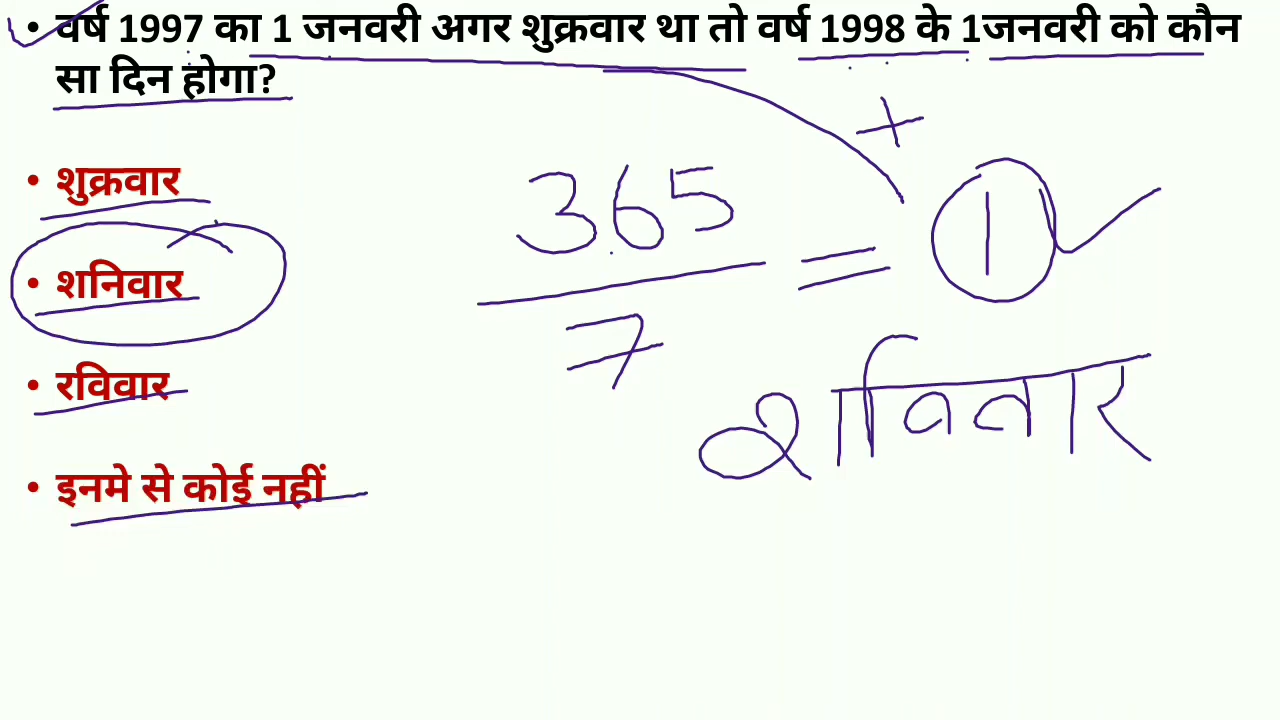 • वर्ष 1997 का 1 जनवरी अगर शुक्रवार था तो वर्ष 1998 के 1जनवरी को कौन
सा दिन होगा?
• शुक्रवार
• शनिवार
• रविवार
• इनमे से कोई नहीं
+
365
7
= 1
शनिवार